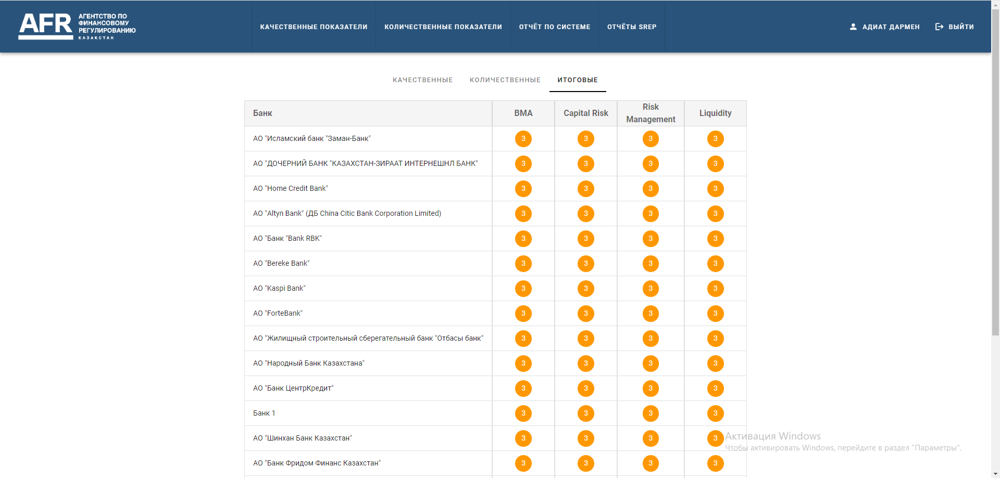 AFR
АГЕНТСТВО ПО
ФИНАНСОВОМУ
РЕГУЛИРОВАНИЮ
КАЗАКСТАН
КАЧЕСТВЕННЫЕ ПОКАЗАТЕЛИ
КОЛИЧЕСТВЕННЫЕ ПОКАЗАТЕЛИ
ОТЧЁТ ПО СИСТЕМЕ
ОТЧЁТЫ SREP
АДИАТ ДАРМЕН
ВЫЙТИ
КАЧЕСТВЕННЫЕ
КОЛИЧЕСТВЕННЫЕ
ИТОГОВЫЕ
Банк BMA Capital Risk Risk Management Liquidity
АО "Исламский банк "Заман-Банк" 3 3 3 3
АО "ДОЧЕРНИЙ БАНК "КАЗАХСТАН-ЗИРААТ ИНТЕРНЕШНЛ БАНК" 3 3 3 3
АО "Home Credit Bank" 3 3 3 3
АО "Altyn Bank" (ДБ China Citic Bank Corporation Limited) 3 3 3 3
АО "Банк "Bank RBK" 3 3 3 3
АО "Bereke Bank" 3 3 3 3
АО "Kaspi Bank" 3 3 3 3
АО "ForteBank" 3 3 3 3
АО "Жилищный строительный сберегательный банк "Отбасы банк" 3 3 3 3
АО "Народный Банк Казахстана" 3 3 3 3
АО "Банк ЦентрКредит" 3 3 3 3
Банк 1 3 3 3 3
АО "Шинхан Банк Казахстан" 3 3 3 3
АО "Банк Фридом Финанс Казахстан" 3 3 3 3
Активация Windows
Чтобы активировать Windows, перейдите в раздел "Параметры".